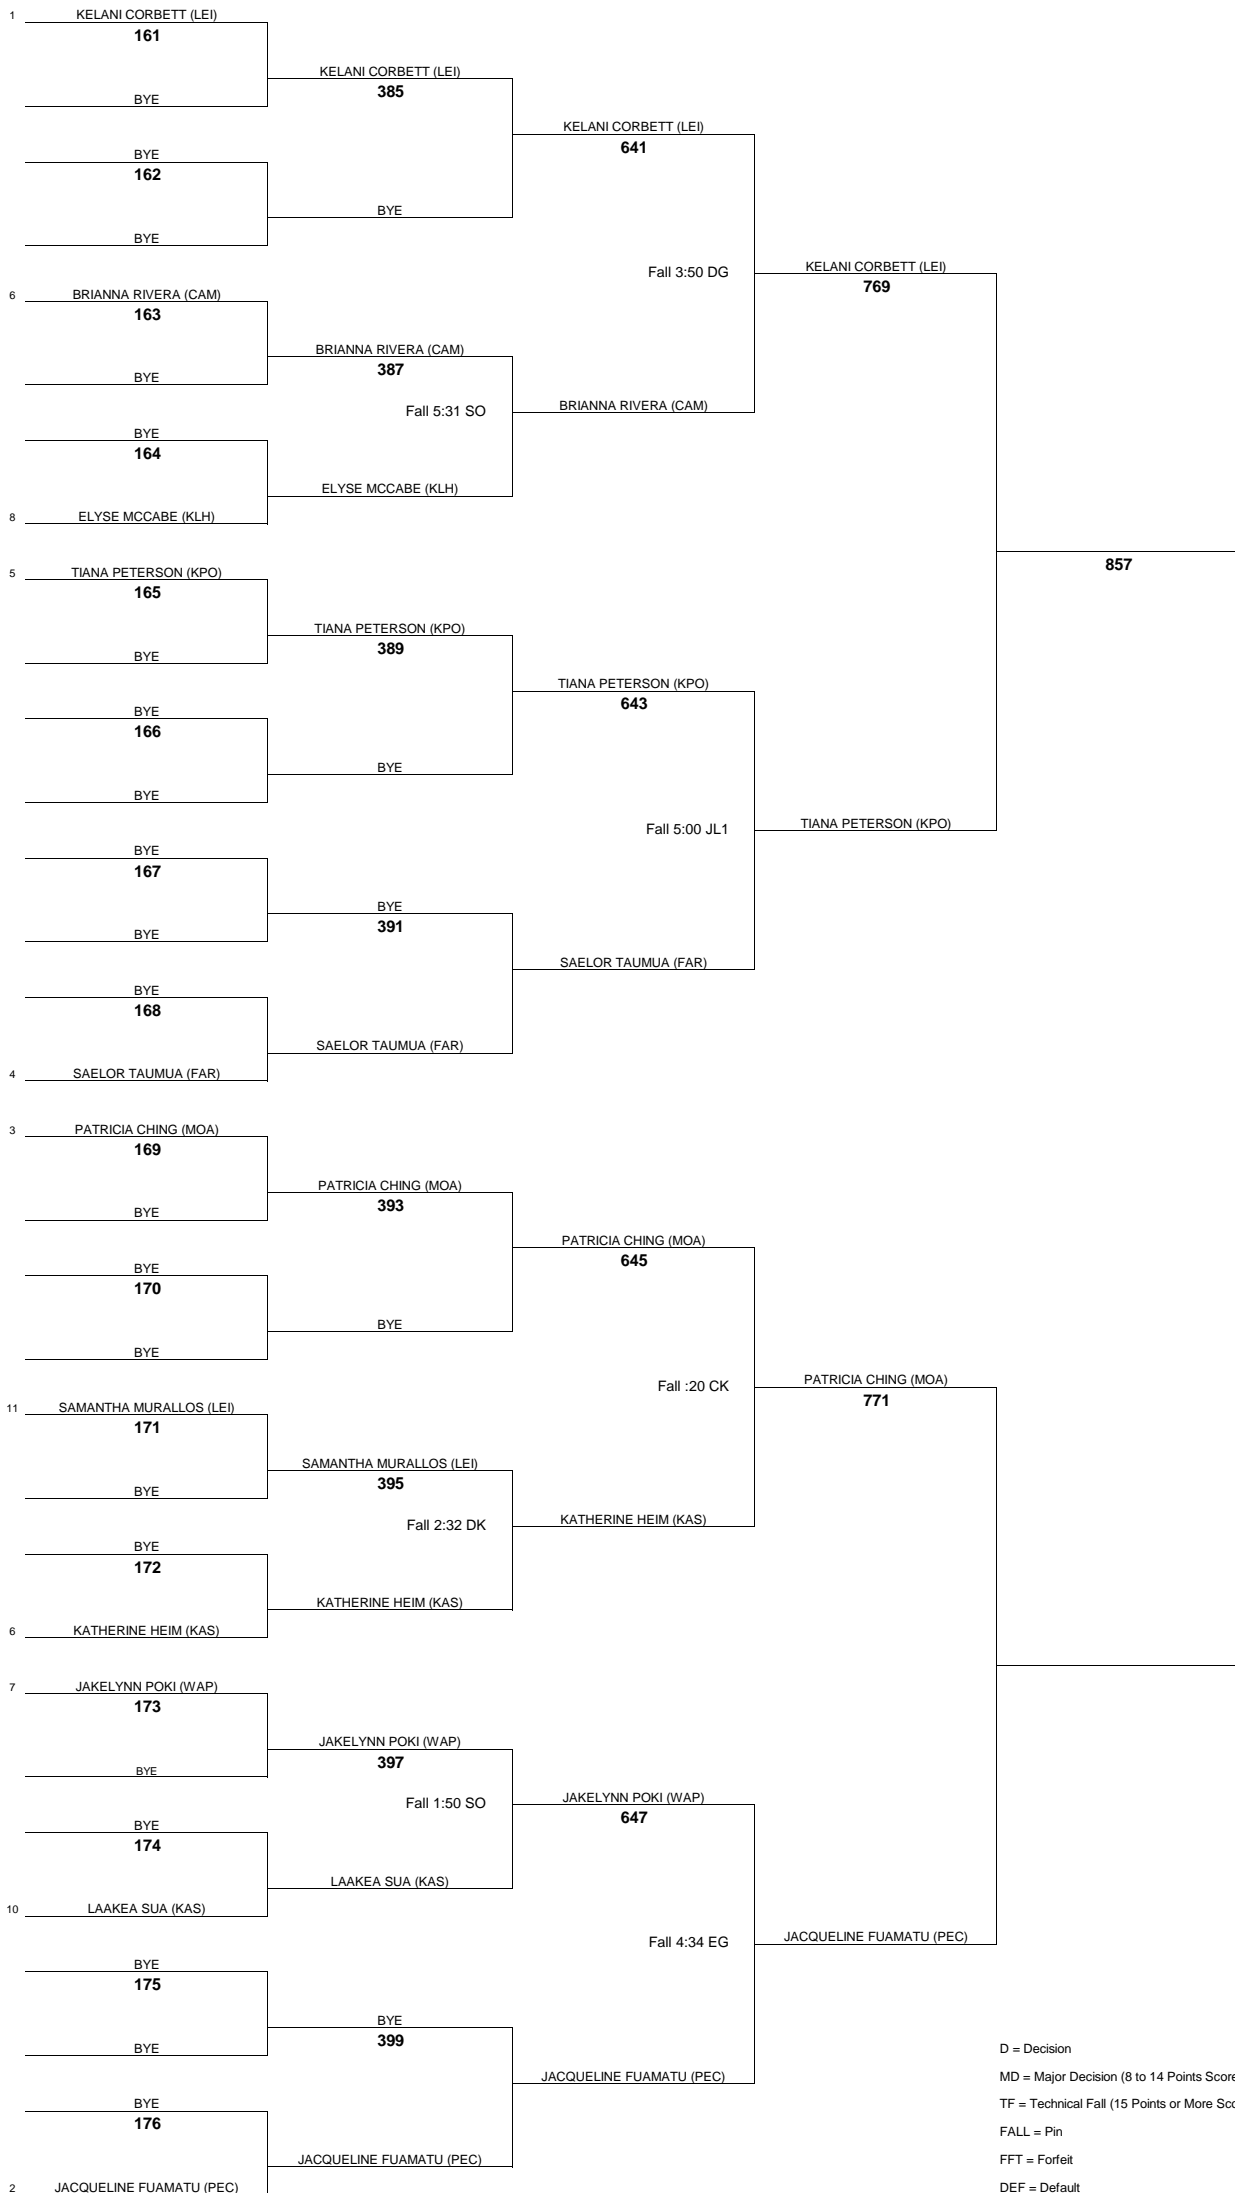 1 KELANI CORBETT (LEI)
161
KELANI CORBETT (LEI)
385
BYE
KELANI CORBETT (LEI)
641
BYE
162
BYE
BYE
Fall 3:50 DG
KELANI CORBETT (LEI)
769
6 BRIANNA RIVERA (CAM)
163
BRIANNA RIVERA (CAM)
387
BYE
Fall 5:31 SO
BRIANNA RIVERA (CAM)
BYE
164
ELYSE MCCABE (KLH)
8 ELYSE MCCABE (KLH)
857
5 TIANA PETERSON (KPO)
165
TIANA PETERSON (KPO)
389
BYE
TIANA PETERSON (KPO)
643
BYE
166
BYE
BYE
Fall 5:00 JL1
TIANA PETERSON (KPO)
BYE
167
BYE
391
BYE
SAELOR TAUMUA (FAR)
BYE
168
SAELOR TAUMUA (FAR)
4 SAELOR TAUMUA (FAR)
3 PATRICIA CHING (MOA)
169
PATRICIA CHING (MOA)
393
BYE
PATRICIA CHING (MOA)
645
BYE
170
BYE
BYE
Fall :20 CK
PATRICIA CHING (MOA)
771
11 SAMANTHA MURALLOS (LEI)
171
SAMANTHA MURALLOS (LEI)
395
BYE
Fall 2:32 DK
KATHERINE HEIM (KAS)
BYE
172
KATHERINE HEIM (KAS)
6 KATHERINE HEIM (KAS)
7 JAKELYNN POKI (WAP)
173
JAKELYNN POKI (WAP)
397
BYE
Fall 1:50 SO
JAKELYNN POKI (WAP)
647
BYE
174
LAAKEA SUA (KAS)
10 LAAKEA SUA (KAS)
Fall 4:34 EG
JACQUELINE FUAMATU (PEC)
BYE
175
BYE
399
BYE
JACQUELINE FUAMATU (PEC)
BYE
176
JACQUELINE FUAMATU (PEC)
2 JACQUELINE FUAMATU (PEC)
D = Decision
MD = Major Decision (8 to 14 Points Score
TF = Technical Fall (15 Points or More Sco
FALL = Pin
FFT = Forfeit
DEF = Default